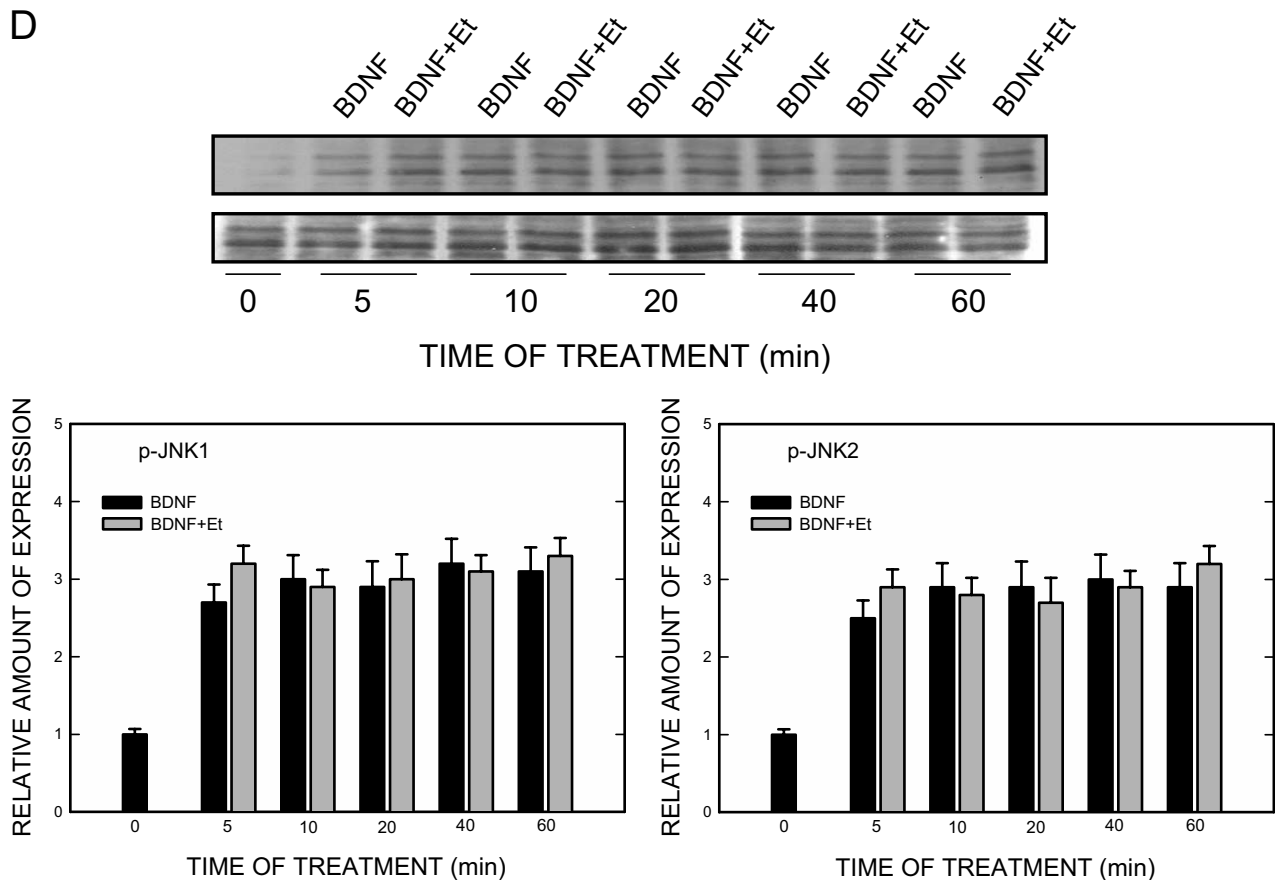 D
BDNF BDNF+Et BDNF BDNF+Et BDNF BDNF+Et BDNF BDNF+Et BDNF BDNF+Et
0 5 10 20 40 60
TIME OF TREATMENT (min)
RELATIVE AMOUNT OF EXPRESSION
5
4
3
2
1
0
p-JNK1
BDNF
BDNF+Et
0 5 10 20 40 60
TIME OF TREATMENT (min)
RELATIVE AMOUNT OF EXPRESSION
5
4
3
2
1
0
p-JNK2
BDNF
BDNF+Et
0 5 10 20 40 60
TIME OF TREATMENT (min)